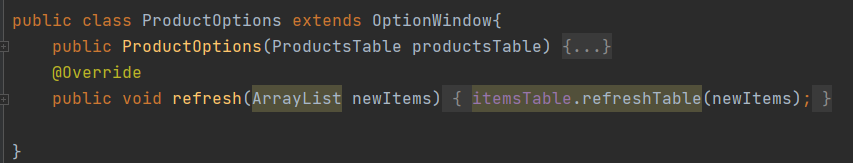 public class ProductOptions extends OptionWindow{
public ProductOptions(ProductsTable productsTable) {...}
@Override
public void refresh(ArrayList newItems) { itemsTable.refreshTable(newItems); }
}